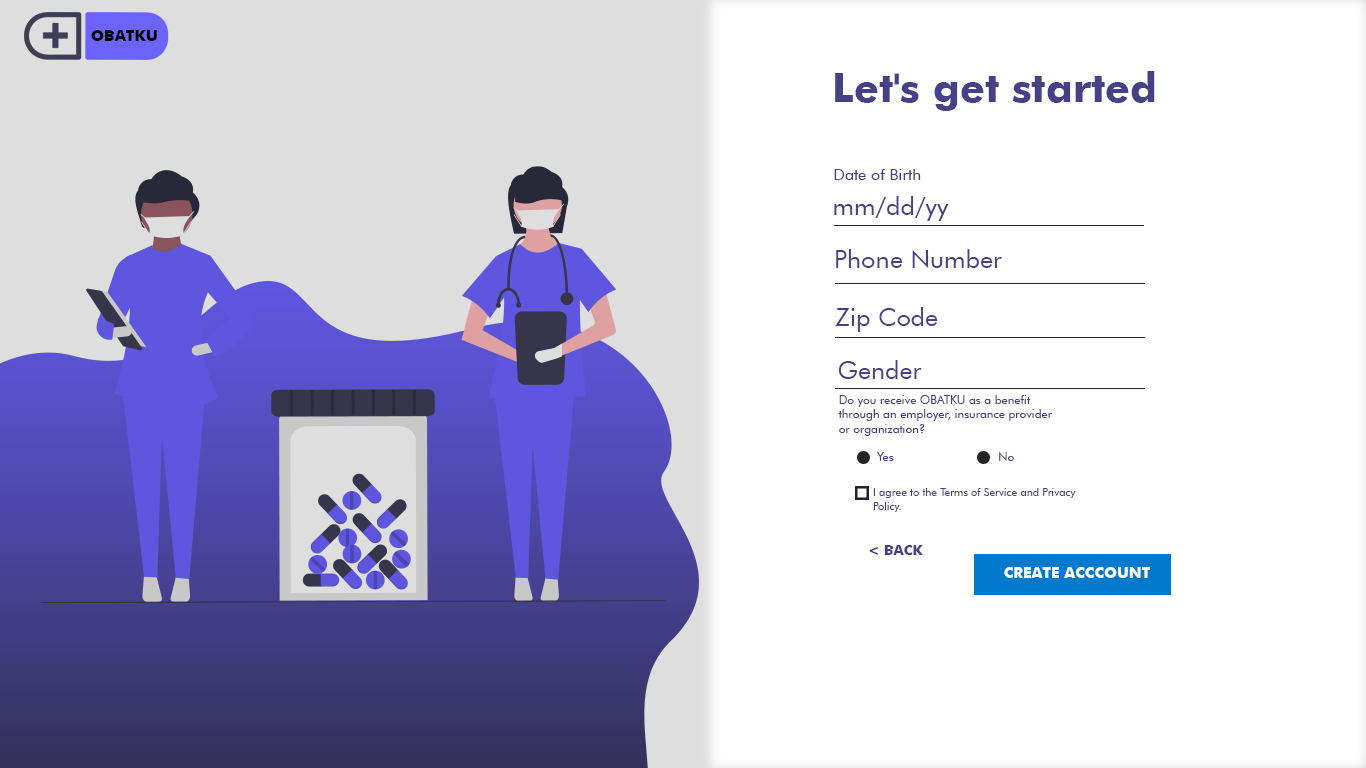 OBATKU
Let's get started
Date of Birth
mm/dd/yy
Phone Number
Zip Code
Gender
Do you receive OBATKU as a benefit
through an employer, insurance provider
or organization?
Yes No
I agree to the Terms of Service and Privacy
Policy.
< BACK
CREATE ACCCOUNT